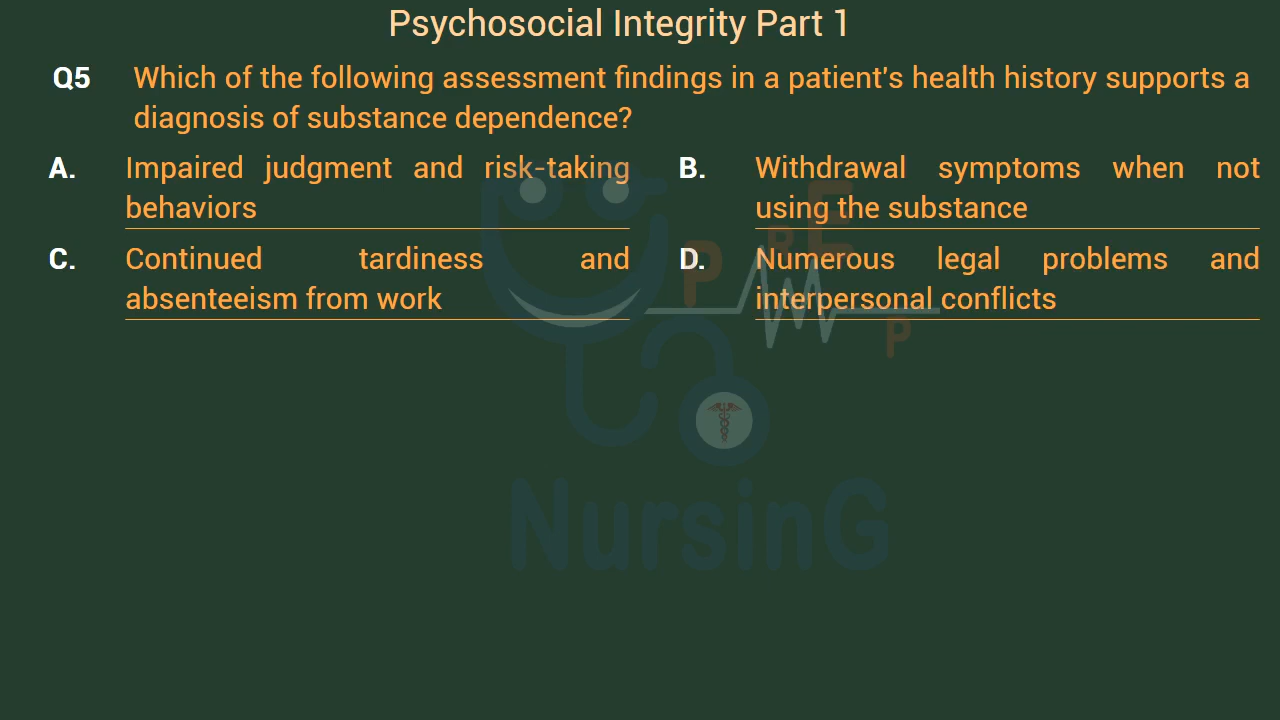 Psychosocial Integrity Part 1
Q5 Which of the following assessment findings in a patient's health history supports a
diagnosis of substance dependence?
A. Impaired judgment and risk-taking
behaviors
B. Withdrawal symptoms when not
using the substance
C. Continued tardiness and
absenteeism from work
D. Numerous legal problems and
interpersonal conflicts
P R E P
NursinG